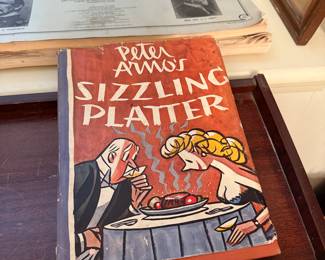 Peter
Arno's
SIZZLING
PLATTER